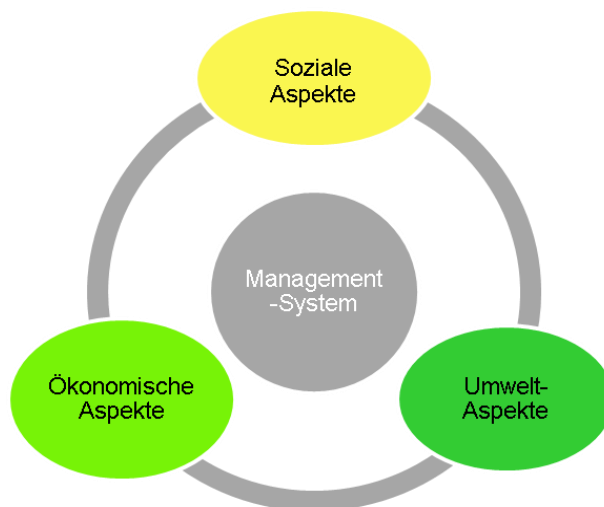 Soziale
Aspekte
Management
-System
Ökonomische
Aspekte
Umwelt-
Aspekte